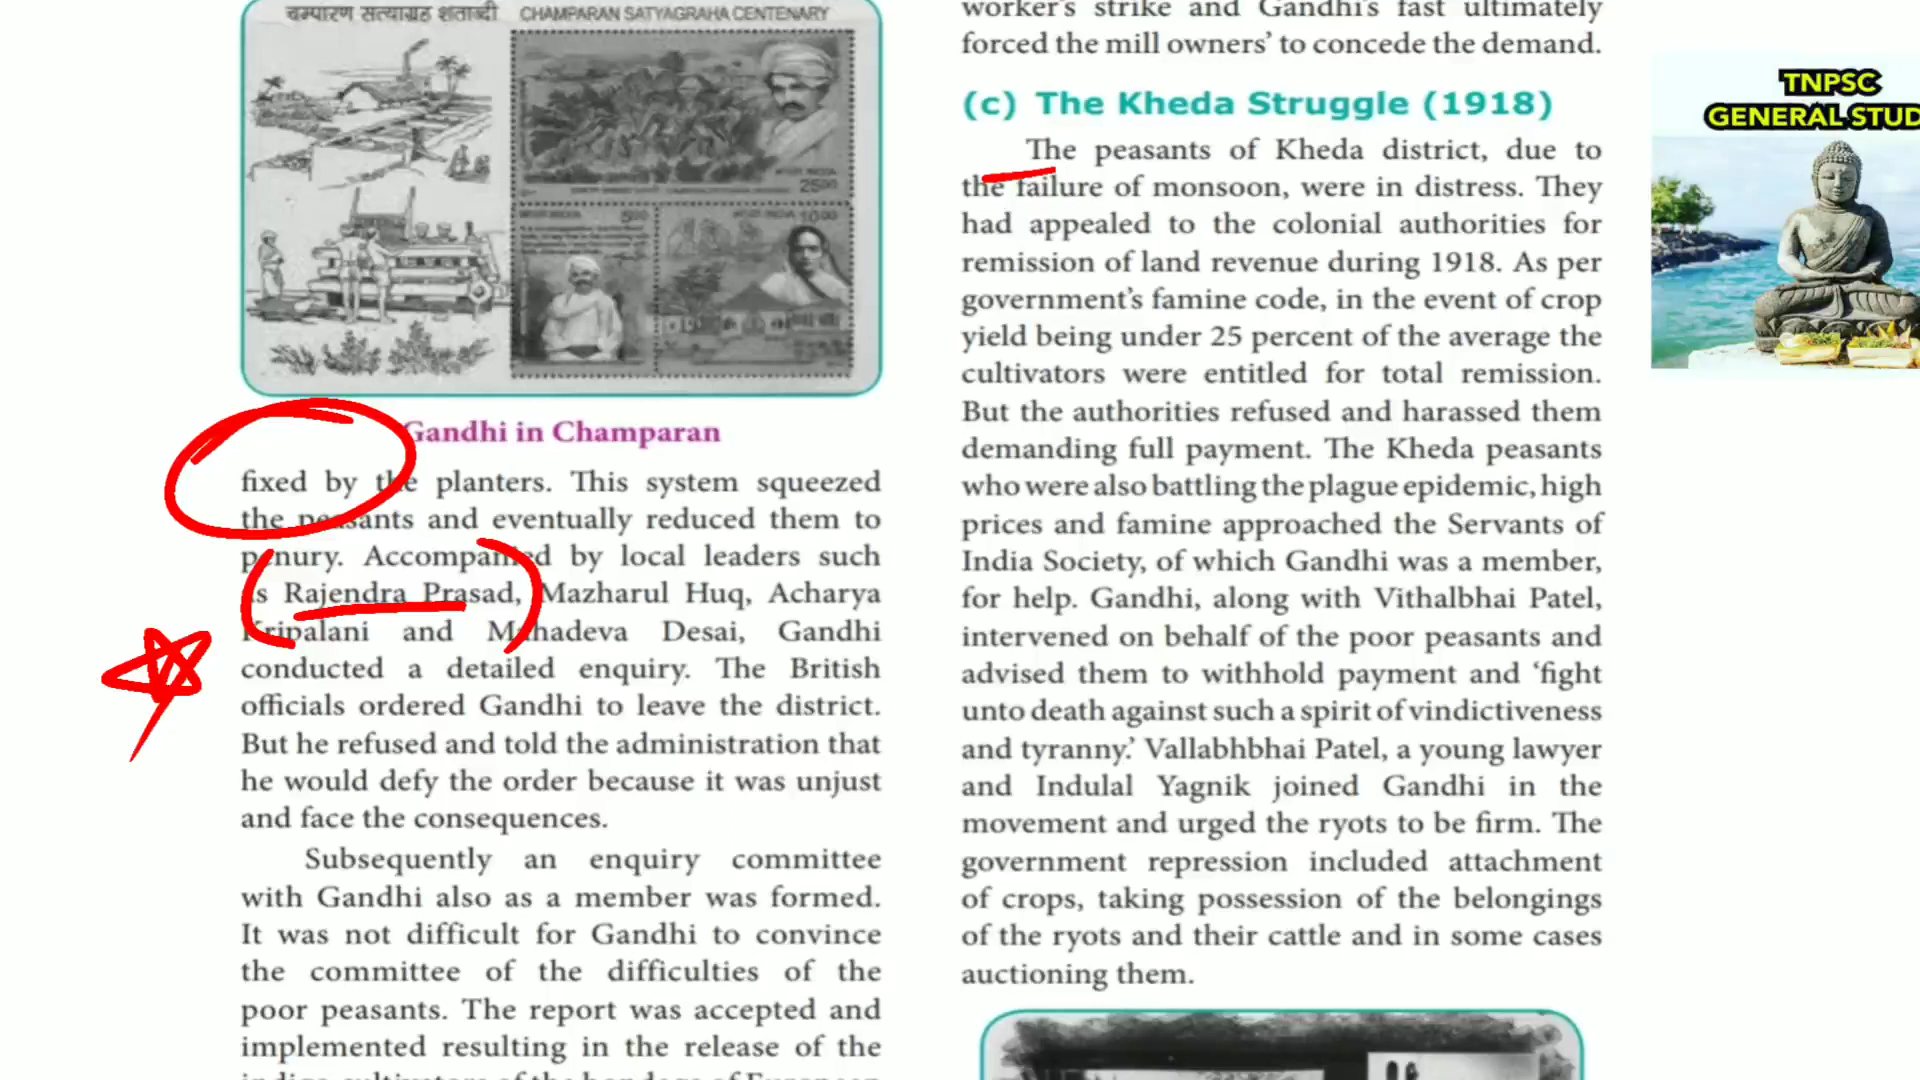 चम्पारण सत्याग्रह शताब्दी CHAMPARAN SATYAGRAHA CENTENARY
2500
500
10.00
Gandhi in Champaran
fixed by the planters. This system squeezed
the peasants and eventually reduced them to
penury. Accompanied by local leaders such
as Rajendra Prasad, Mazharul Huq, Acharya
Kripalani and Mahadeva Desai, Gandhi
conducted a detailed enquiry. The British
officials ordered Gandhi to leave the district.
But he refused and told the administration that
he would defy the order because it was unjust
and face the consequences.
Subsequently an enquiry committee
with Gandhi also as a member was formed.
It was not difficult for Gandhi to convince
the committee of the difficulties of the
poor peasants. The report was accepted and
implemented resulting in the release of the
indigo cultivators of the bondage of European
worker's strike and Gandhi's fast ultimately
forced the mill owners' to concede the demand.
(c) The Kheda Struggle (1918)
The peasants of Kheda district, due to
the failure of monsoon, were in distress. They
had appealed to the colonial authorities for
remission of land revenue during 1918. As per
government's famine code, in the event of crop
yield being under 25 percent of the average the
cultivators were entitled for total remission.
But the authorities refused and harassed them
demanding full payment. The Kheda peasants
who were also battling the plague epidemic, high
prices and famine approached the Servants of
India Society, of which Gandhi was a member,
for help. Gandhi, along with Vithalbhai Patel,
intervened on behalf of the poor peasants and
advised them to withhold payment and ‘fight
unto death against such a spirit of vindictiveness
and tyranny.’ Vallabhbhai Patel, a young lawyer
and Indulal Yagnik joined Gandhi in the
movement and urged the ryots to be firm. The
government repression included attachment
of crops, taking possession of the belongings
of the ryots and their cattle and in some cases
auctioning them.
TNPSC
GENERAL STUD